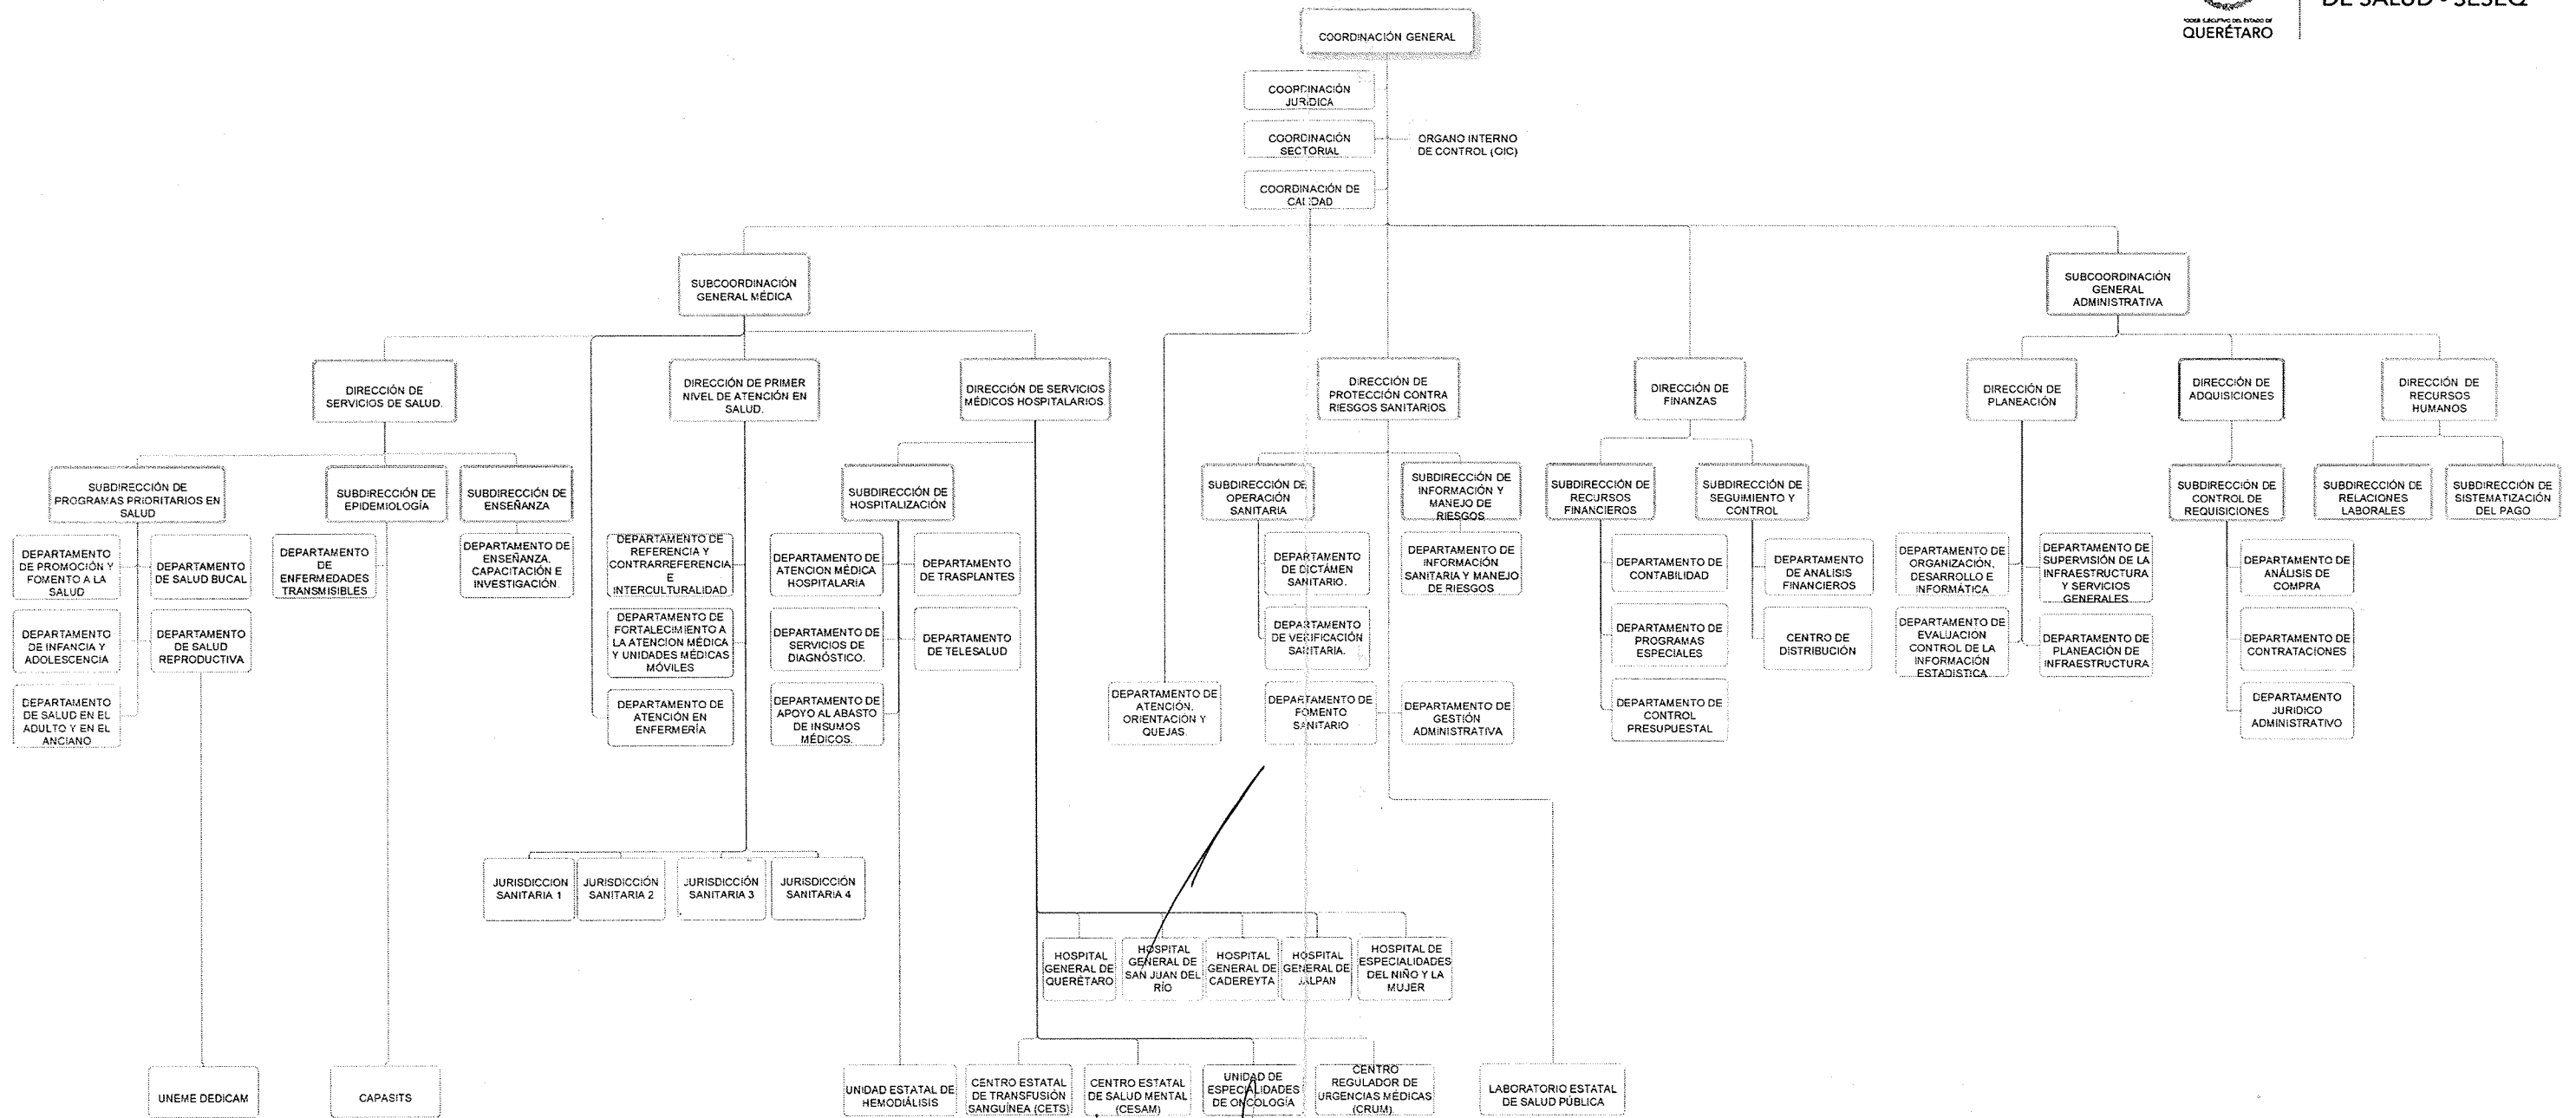 DE SALUD - SESEQ
PODER EJECUTIVO DEL ESTADO DE
QUERÉTARO
COORDINACIÓN GENERAL
COORDINACIÓN
JURÍDICA
COORDINACIÓN
SECTORIAL
ORGANO INTERNO
DE CONTROL (OIC)
COORDINACIÓN DE
CALIDAD
SUBCOORDINACIÓN
GENERAL MÉDICA
SUBCOORDINACIÓN
GENERAL
ADMINISTRATIVA
DIRECCIÓN DE
SERVICIOS DE SALUD.
DIRECCIÓN DE PRIMER
NIVEL DE ATENCIÓN EN
SALUD.
DIRECCIÓN DE SERVICIOS
MÉDICOS HOSPITALARIOS.
DIRECCIÓN DE
PROTECCIÓN CONTRA
RIESGOS SANITARIOS.
DIRECCIÓN DE
FINANZAS
DIRECCIÓN DE
PLANEACIÓN
DIRECCIÓN DE
ADQUISICIONES
DIRECCIÓN DE
RECURSOS
HUMANOS
SUBDIRECCIÓN DE
PROGRAMAS PRIORITARIOS EN
SALUD
SUBDIRECCIÓN DE
EPIDEMIOLOGÍA
SUBDIRECCIÓN DE
ENSEÑANZA
SUBDIRECCIÓN DE
HOSPITALIZACIÓN
SUBDIRECCIÓN DE
OPERACIÓN
SANITARIA
SUBDIRECCIÓN DE
INFORMACIÓN Y
MANEJO DE
RIESGOS
SUBDIRECCIÓN DE
RECURSOS
FINANCIEROS
SUBDIRECCIÓN DE
SEGUIMIENTO Y
CONTROL
SUBDIRECCIÓN DE
CONTROL DE
REQUISICIONES
SUBDIRECCIÓN DE
RELACIONES
LABORALES
SUBDIRECCIÓN DE
SISTEMATIZACIÓN
DEL PAGO
DEPARTAMENTO
DE PROMOCIÓN Y
FOMENTO A LA
SALUD
DEPARTAMENTO
DE SALUD BUCAL
DEPARTAMENTO
DE
ENFERMEDADES
TRANSMISIBLES
DEPARTAMENTO DE
ENSEÑANZA,
CAPACITACIÓN E
INVESTIGACIÓN.
DEPARTAMENTO DE
REFERENCIA Y
CONTRARREFERENCIA
E
INTERCULTURALIDAD
DEPARTAMENTO DE
ATENCION MÉDICA
HOSPITALARIA
DEPARTAMENTO
DE TRASPLANTES
DEPARTAMENTO
DE DICTÁMEN
SANITARIO.
DEPARTAMENTO DE
INFORMACIÓN
SANITARIA Y MANEJO
DE RIESGOS
DEPARTAMENTO DE
CONTABILIDAD
DEPARTAMENTO
DE ANALISIS
FINANCIEROS
DEPARTAMENTO DE
ORGANIZACIÓN,
DESARROLLO E
INFORMÁTICA
DEPARTAMENTO DE
SUPERVISIÓN DE LA
INFRAESTRUCTURA
Y SERVICIOS
GENERALES
DEPARTAMENTO DE
ANÁLISIS DE
COMPRA
DEPARTAMENTO
DE INFANCIA Y
ADOLESCENCIA
DEPARTAMENTO
DE SALUD
REPRODUCTIVA
DEPARTAMENTO DE
FORTALECIMIENTO A
LA ATENCION MÉDICA
Y UNIDADES MÉDICAS
MÓVILES
DEPARTAMENTO DE
SERVICIOS DE
DIAGNÓSTICO.
DEPARTAMENTO
DE TELESALUD
DEPARTAMENTO
DE VERIFICACIÓN
SANITARIA.
DEPARTAMENTO DE
PROGRAMAS
ESPECIALES
CENTRO DE
DISTRIBUCIÓN
DEPARTAMENTO DE
EVALUACIÓN
CONTROL DE LA
INFORMACIÓN
ESTADISTICA
DEPARTAMENTO DE
PLANEACIÓN DE
INFRAESTRUCTURA
DEPARTAMENTO DE
CONTRATACIONES
DEPARTAMENTO
DE SALUD EN EL
ADULTO Y EN EL
ANCIANO
DEPARTAMENTO DE
ATENCIÓN EN
ENFERMERÍA
DEPARTAMENTO DE
APOYO AL ABASTO
DE INSUMOS
MÉDICOS.
DEPARTAMENTO DE
ATENCIÓN,
ORIENTACIÓN Y
QUEJAS.
DEPARTAMENTO DE
FOMENTO
SANITARIO
DEPARTAMENTO DE
GESTIÓN
ADMINISTRATIVA
DEPARTAMENTO DE
CONTROL
PRESUPUESTAL
DEPARTAMENTO
JURIDICO
ADMINISTRATIVO
JURISDICCION
SANITARIA 1
JURISDICCIÓN
SANITARIA 2
JURISDICCIÓN
SANITARIA 3
JURISDICCIÓN
SANITARIA 4
HOSPITAL
GENERAL DE
QUERÉTARO
HOSPITAL
GENERAL DE
SAN JUAN DEL
RÍO
HOSPITAL
GENERAL DE
CADEREYTA
HOSPITAL
GENERAL DE
JALPAN
HOSPITAL DE
ESPECIALIDADES
DEL NIÑO Y LA
MUJER
UNEME DEDICAM
CAPASITS
UNIDAD ESTATAL DE
HEMODIÁLISIS
CENTRO ESTATAL
DE TRANSFUSIÓN
SANGUÍNEA (CETS)
CENTRO ESTATAL
DE SALUD MENTAL
(CESAM)
UNIDAD DE
ESPECIALIDADES
DE ONCOLOGÍA
CENTRO
REGULADOR DE
URGENCIAS MÉDICAS
(CRUM)
LABORATORIO ESTATAL
DE SALUD PÚBLICA